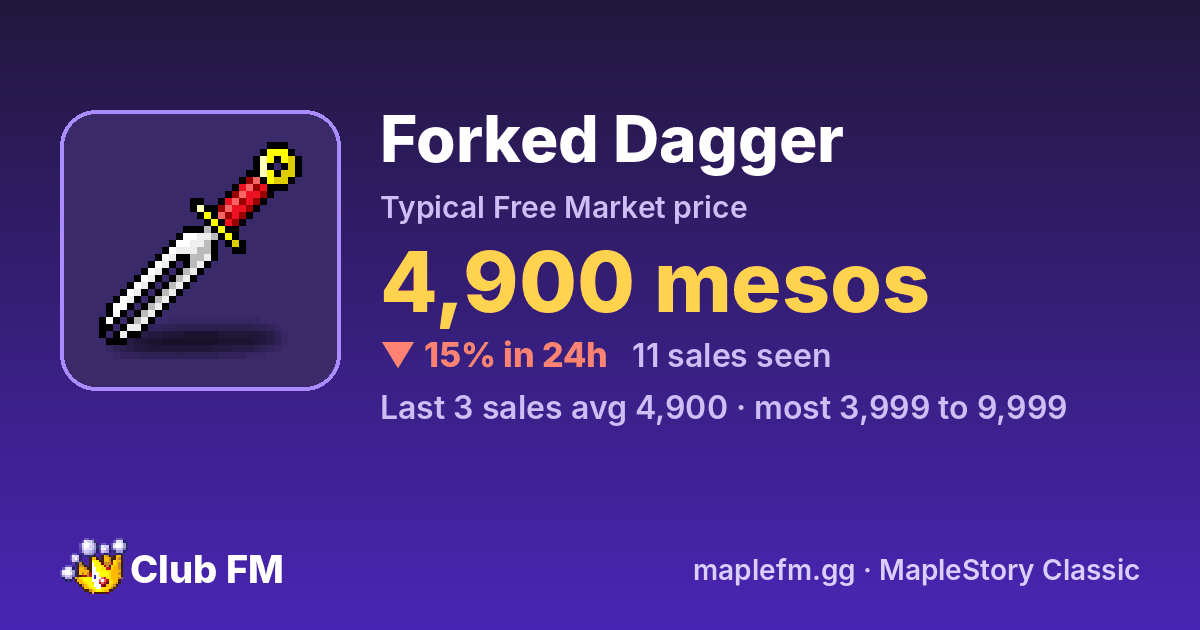 Forked Dagger
Typical Free Market price
4,900 mesos
▼ 15% in 24h 11 sales seen
Last 3 sales avg 4,900 · most 3,999 to 9,999
Club FM
maplefm.gg · MapleStory Classic